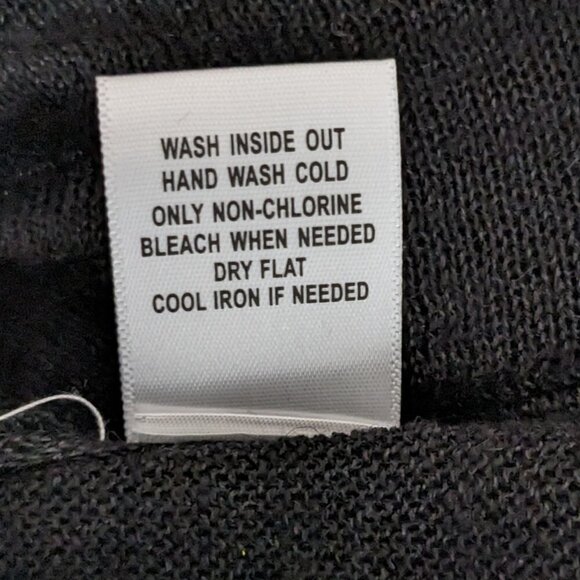 WASH INSIDE OUT
HAND WASH COLD
ONLY NON-CHLORINE
BLEACH WHEN NEEDED
DRY FLAT
COOL IRON IF NEEDED